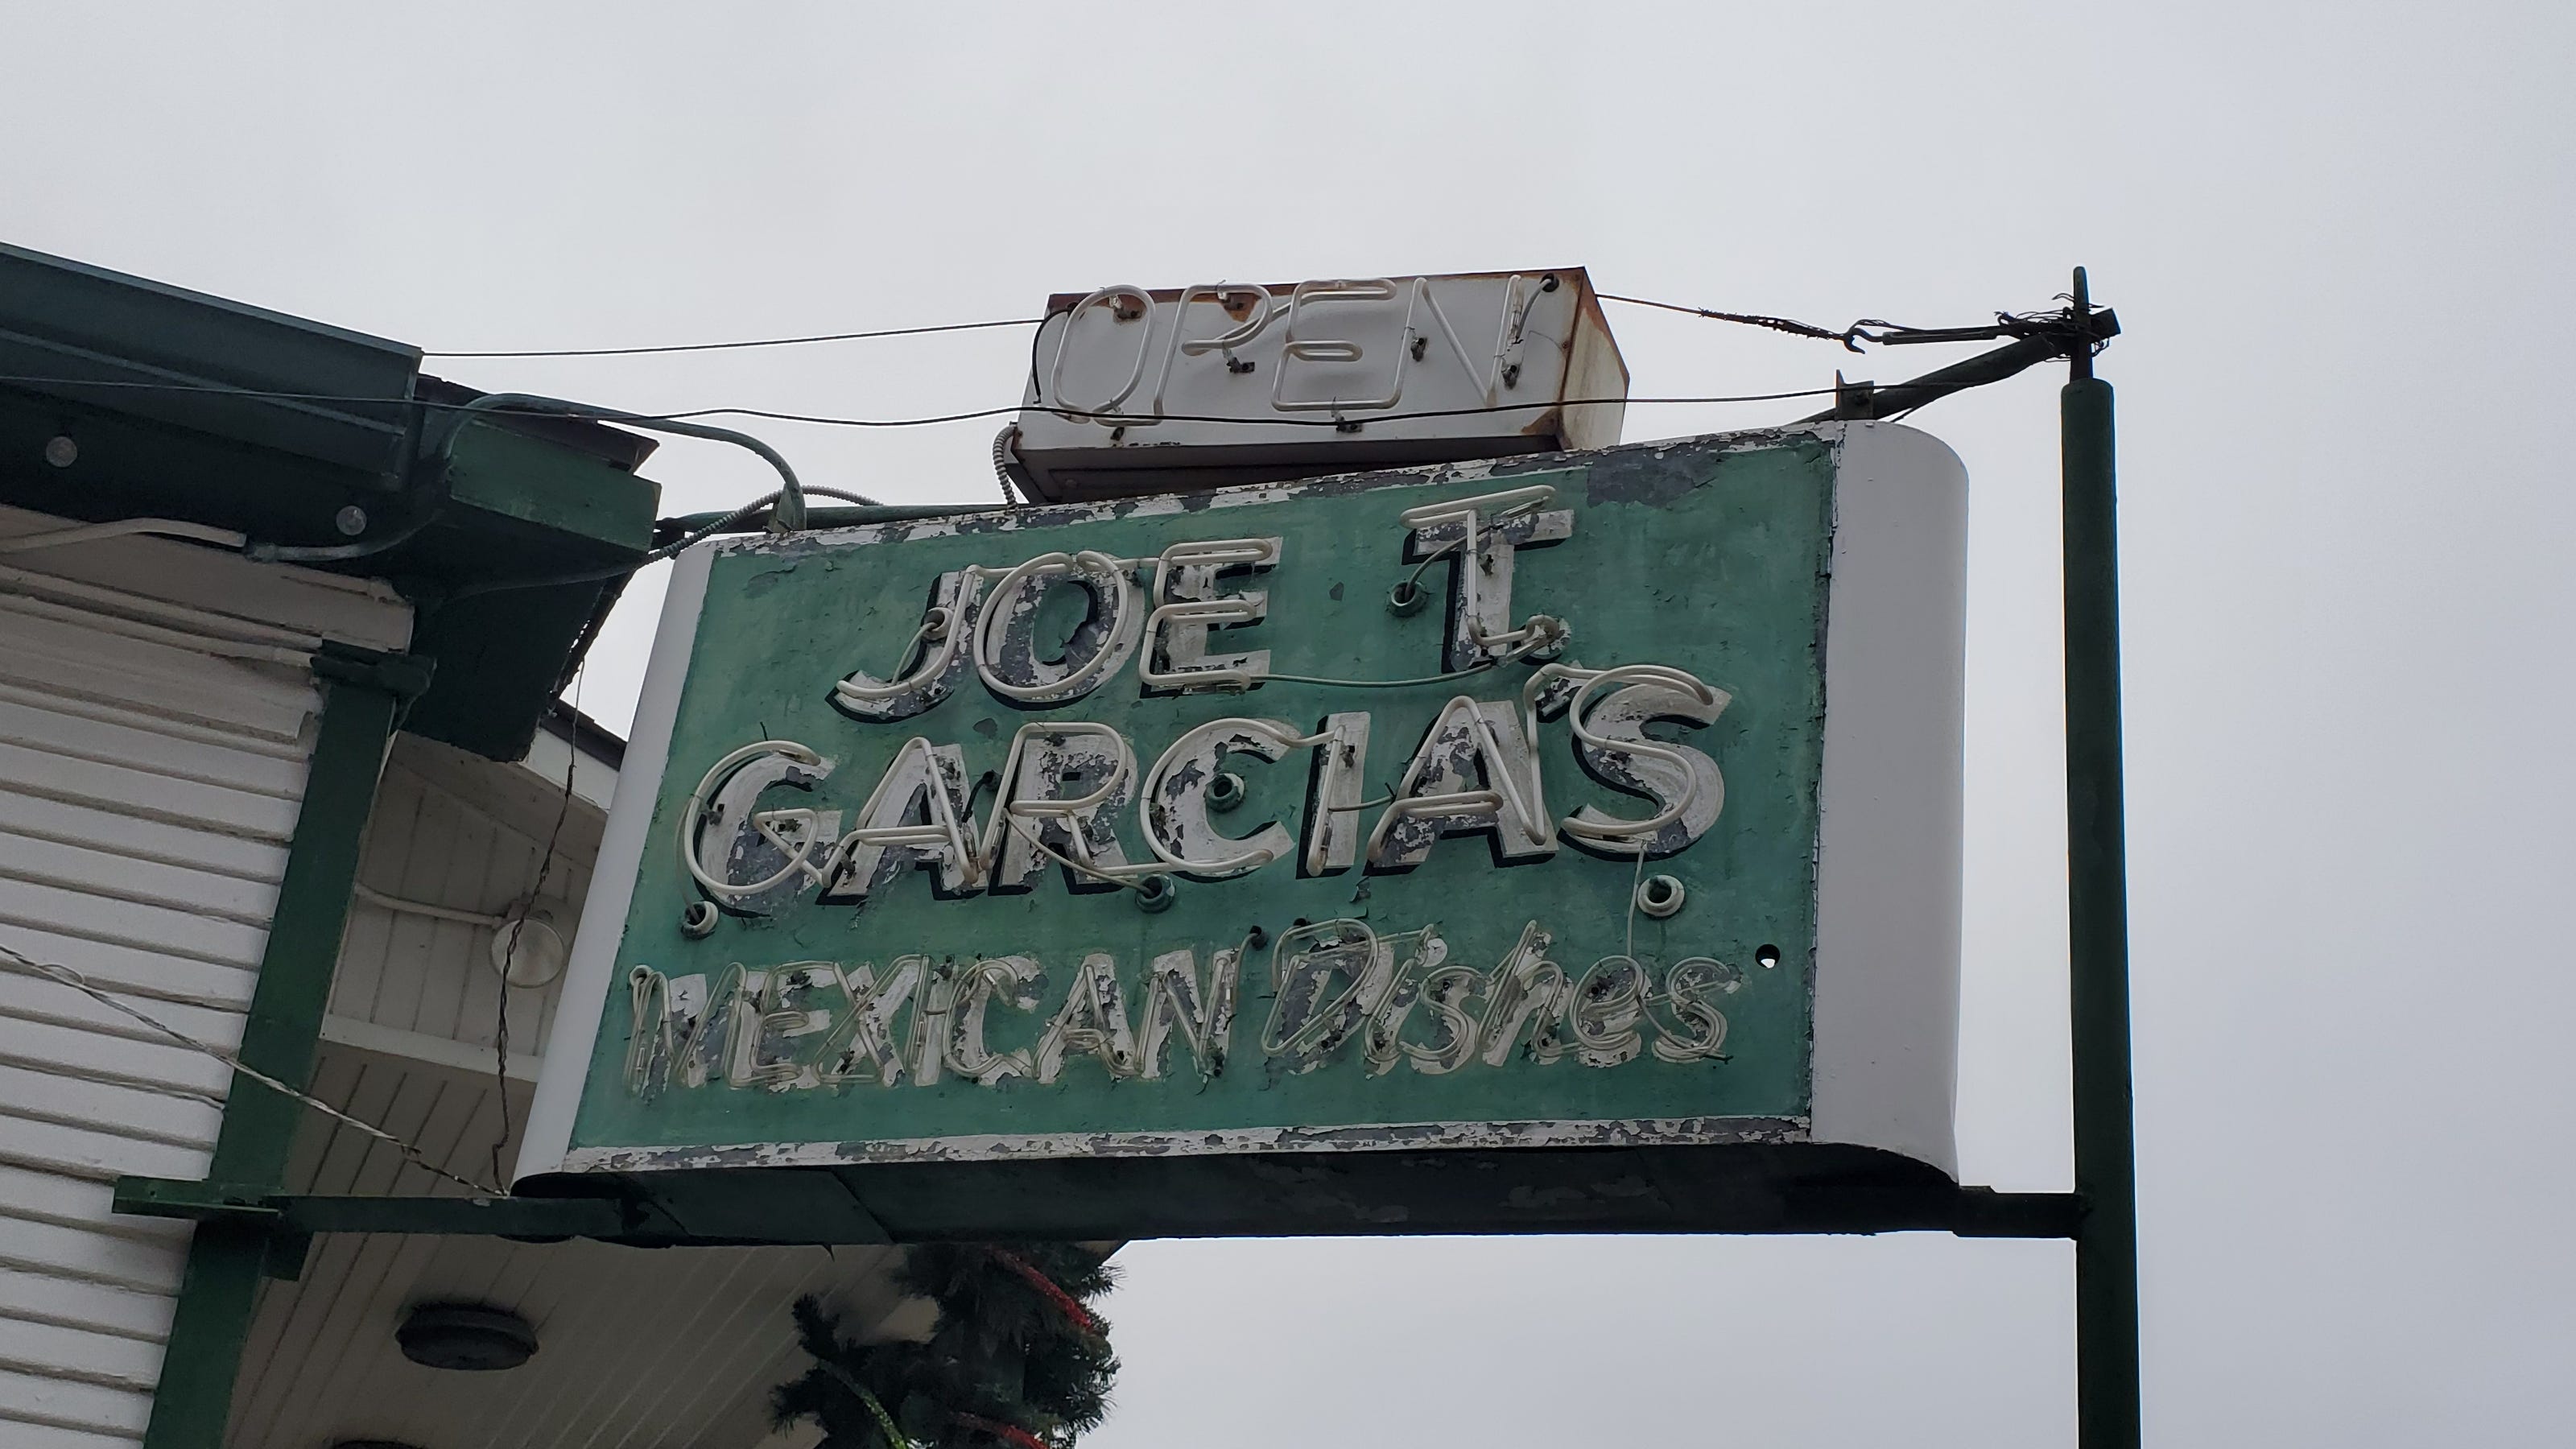 OPEN
JOE T.
GARCIA'S
MEXICAN Dishes